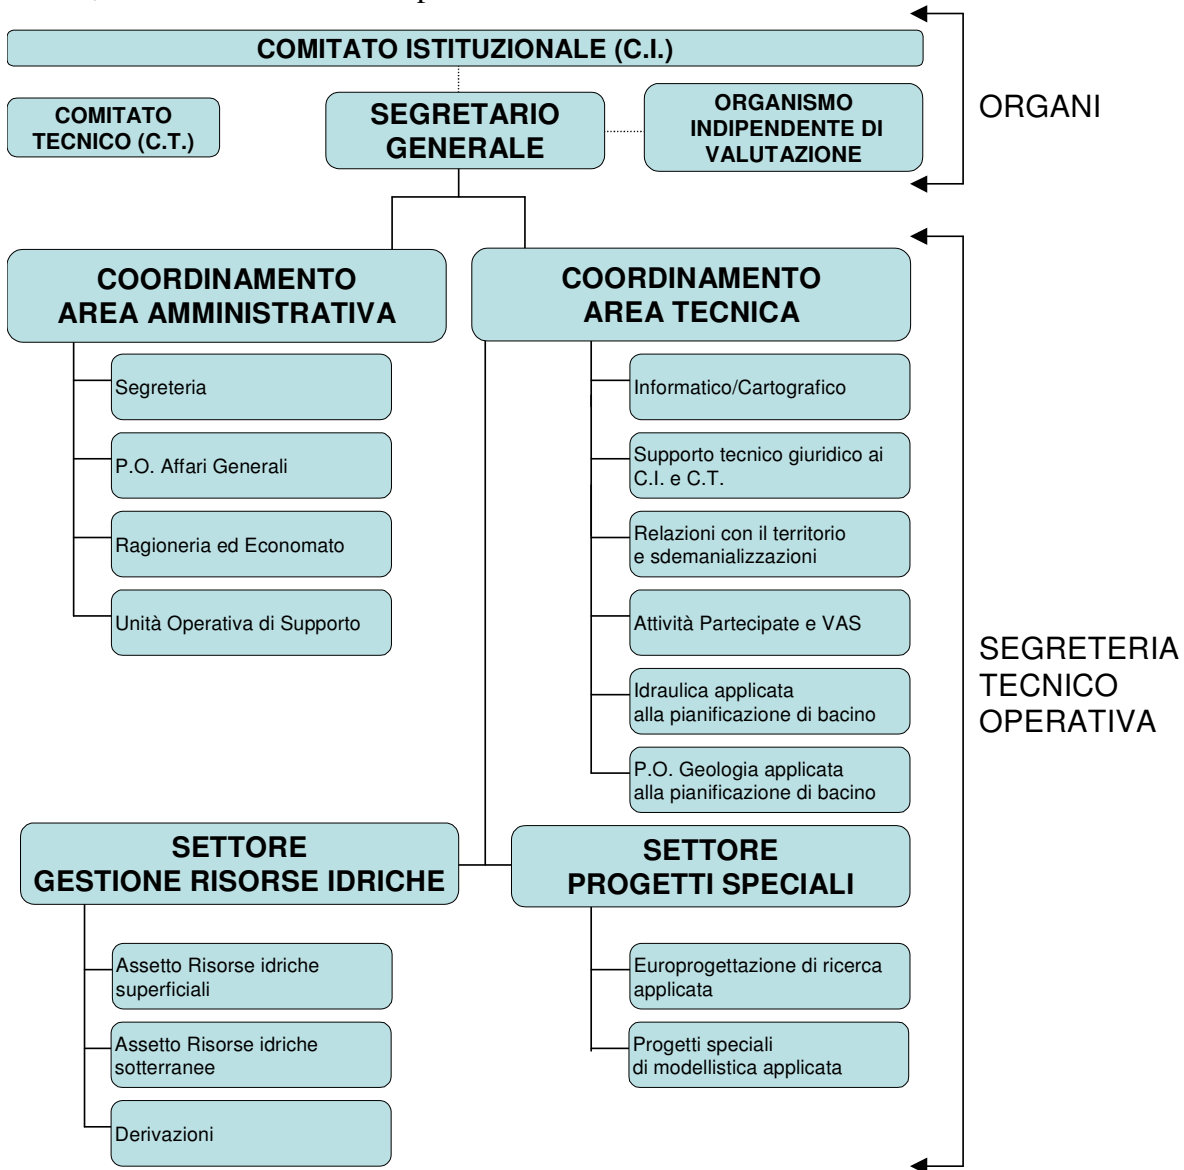 COMITATO ISTITUZIONALE (C.I.)
COMITATO
TECNICO (C.T.)
SEGRETARIO
GENERALE
ORGANISMO
INDIPENDENTE DI
VALUTAZIONE
ORGANI
COORDINAMENTO
AREA AMMINISTRATIVA
Segreteria
P.O. Affari Generali
Ragioneria ed Economato
Unità Operativa di Supporto
COORDINAMENTO
AREA TECNICA
Informatico/Cartografico
Supporto tecnico giuridico ai
C.I. e C.T.
Relazioni con il territorio
e sdemanializzazioni
Attività Partecipate e VAS
Idraulica applicata
alla pianificazione di bacino
P.O. Geologia applicata
alla pianificazione di bacino
SEGRETERIA
TECNICO
OPERATIVA
SETTORE
GESTIONE RISORSE IDRICHE
Assetto Risorse idriche
superficiali
Assetto Risorse idriche
sotterranee
Derivazioni
SETTORE
PROGETTI SPECIALI
Europrogettazione di ricerca
applicata
Progetti speciali
di modellistica applicata